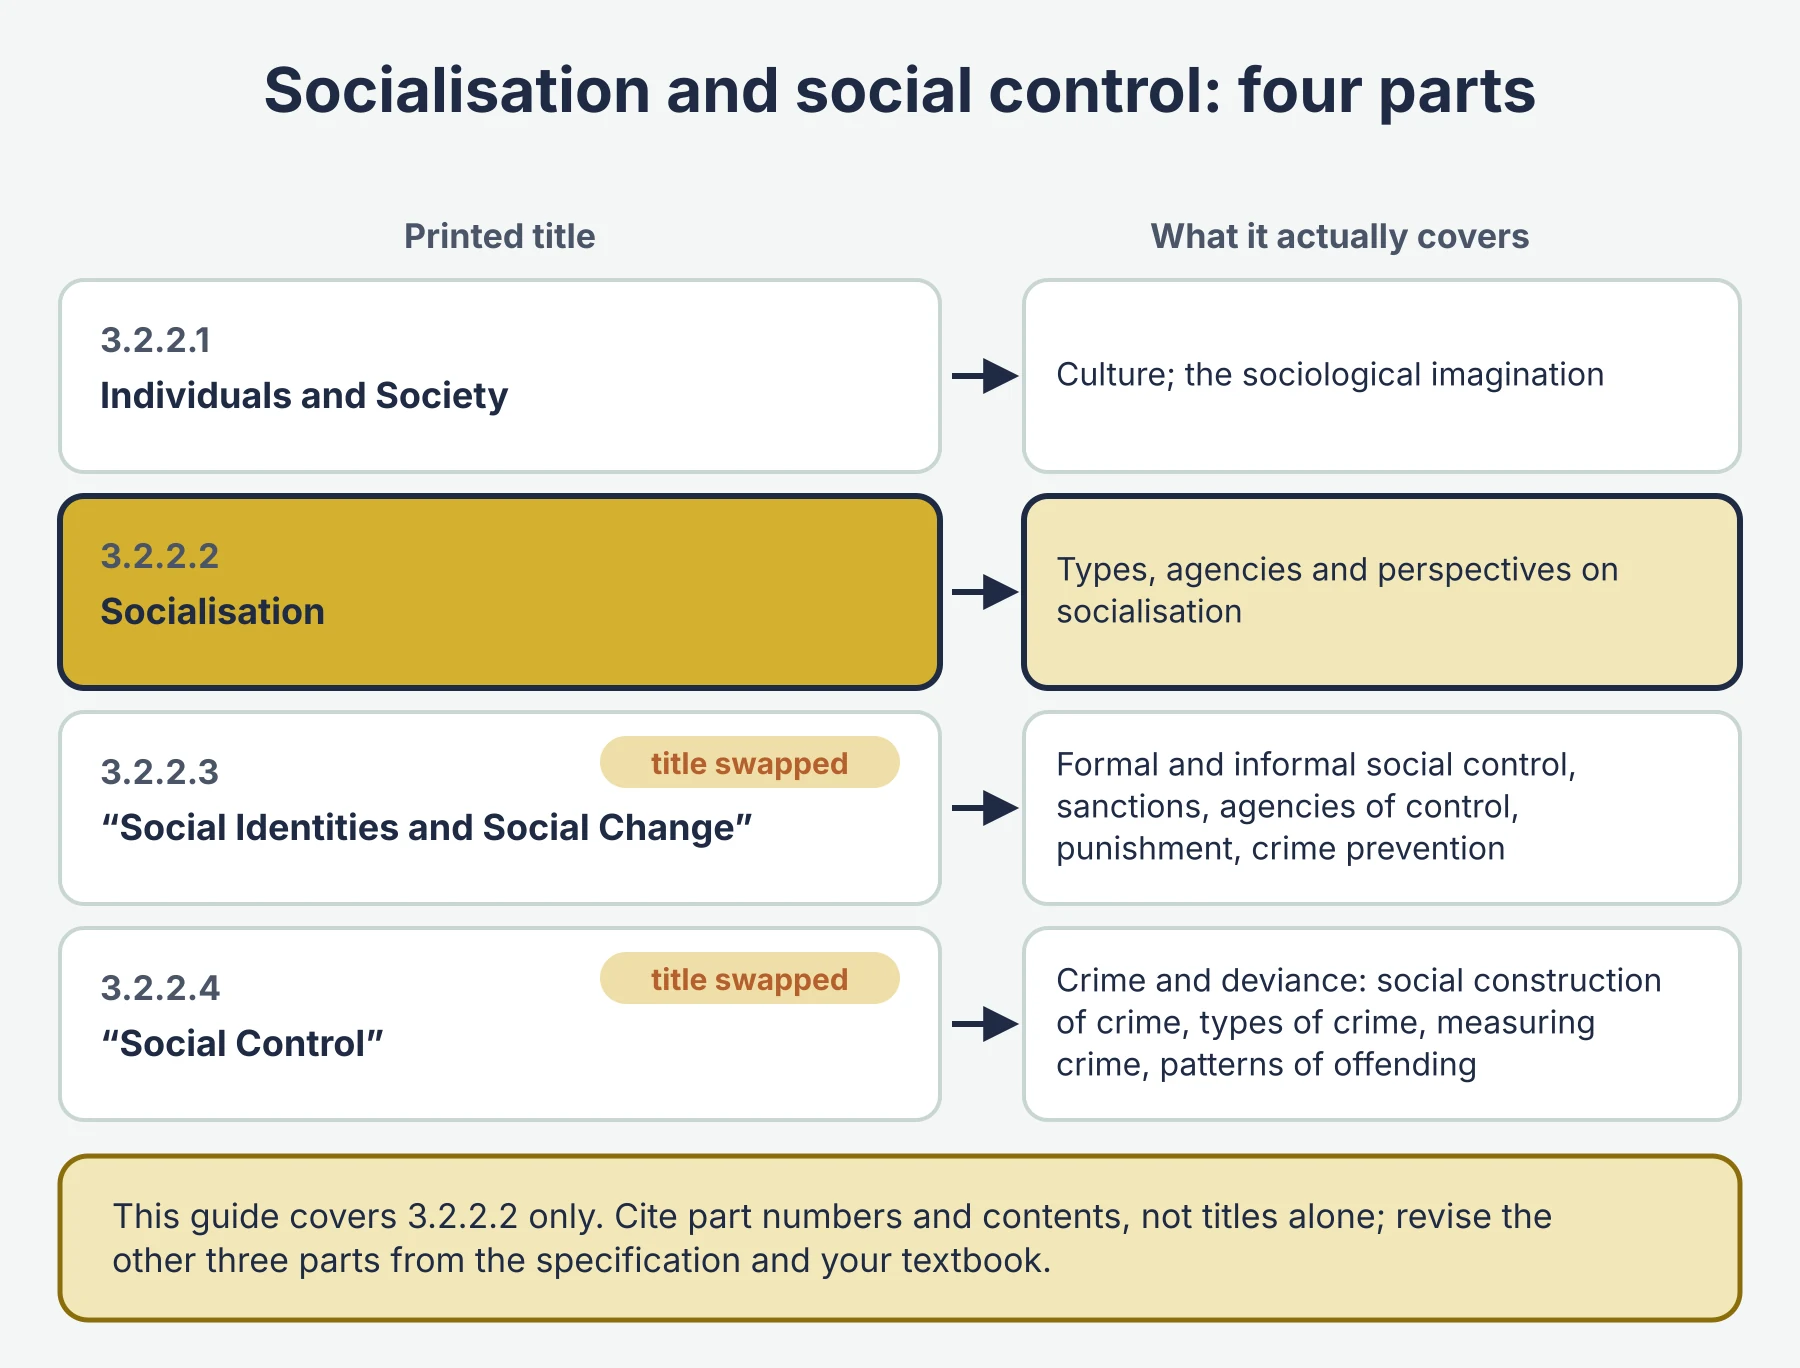 Socialisation and social control: four parts
Printed title
What it actually covers
3.2.2.1
Individuals and Society
Culture; the sociological imagination
3.2.2.2
Socialisation
Types, agencies and perspectives on
socialisation
3.2.2.3
title swapped
“Social Identities and Social Change”
Formal and informal social control,
sanctions, agencies of control,
punishment, crime prevention
3.2.2.4
title swapped
“Social Control”
Crime and deviance: social construction
of crime, types of crime, measuring
crime, patterns of offending
This guide covers 3.2.2.2 only. Cite part numbers and contents, not titles alone; revise the
other three parts from the specification and your textbook.